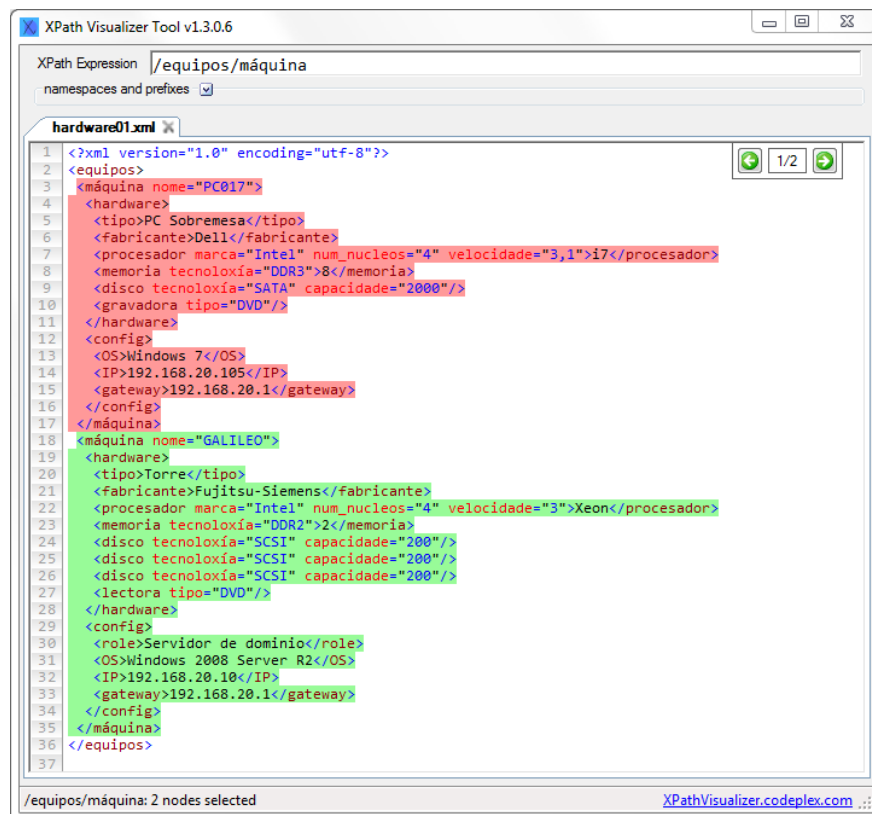 XPath Visualizer Tool v1.3.0.6
XPath Expression /equipos/máquina
namespaces and prefixes
hardware01.xml
1/2
1 <?xml version="1.0" encoding="utf-8"?>
2 <equipos>
3 <máquina nome="PC017">
4 <hardware>
5 <tipo>PC Sobremesa</tipo>
6 <fabricante>Dell</fabricante>
7 <procesador marca="Intel" num_nucleos="4" velocidade="3,1">i7</procesador>
8 <memoria tecnoloxía="DDR3">8</memoria>
9 <disco tecnoloxía="SATA" capacidade="2000"/>
10 <gravadora tipo="DVD"/>
11 </hardware>
12 <config>
13 <OS>Windows 7</OS>
14 <IP>192.168.20.105</IP>
15 <gateway>192.168.20.1</gateway>
16 </config>
17 </máquina>
18 <máquina nome="GALILEO">
19 <hardware>
20 <tipo>Torre</tipo>
21 <fabricante>Fujitsu-Siemens</fabricante>
22 <procesador marca="Intel" num_nucleos="4" velocidade="3">Xeon</procesador>
23 <memoria tecnoloxía="DDR2">2</memoria>
24 <disco tecnoloxía="SCSI" capacidade="200"/>
25 <disco tecnoloxía="SCSI" capacidade="200"/>
26 <disco tecnoloxía="SCSI" capacidade="200"/>
27 <lectora tipo="DVD"/>
28 </hardware>
29 <config>
30 <role>Servidor de dominio</role>
31 <OS>Windows 2008 Server R2</OS>
32 <IP>192.168.20.10</IP>
33 <gateway>192.168.20.1</gateway>
34 </config>
35 </máquina>
36 </equipos>
37
/equipos/máquina: 2 nodes selected XPathVisualizer.codeplex.com